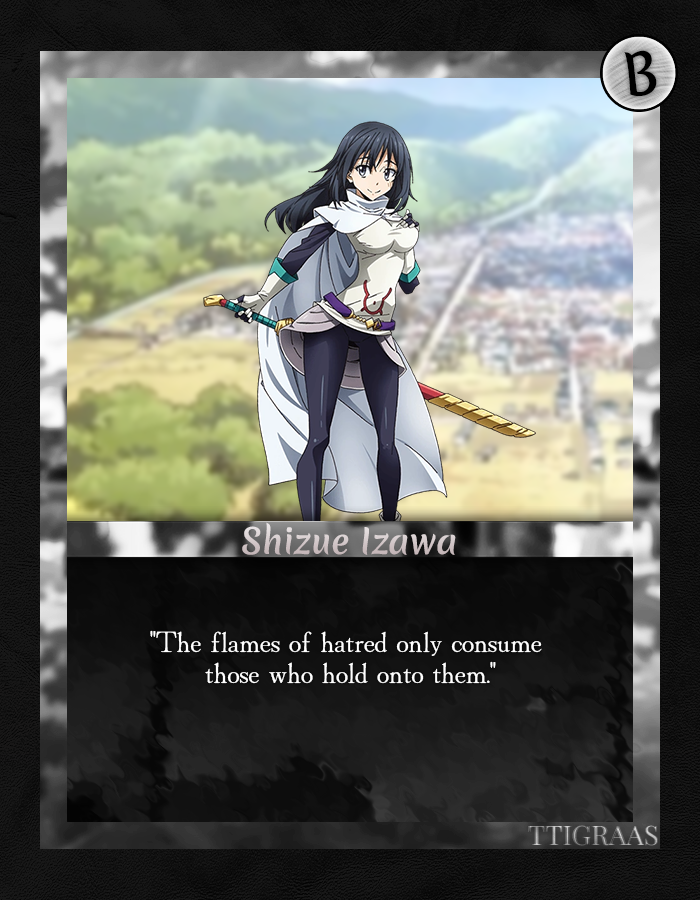 B
Shizue Izawa
"The flames of hatred only consume
those who hold onto them."
TTIGRAAS